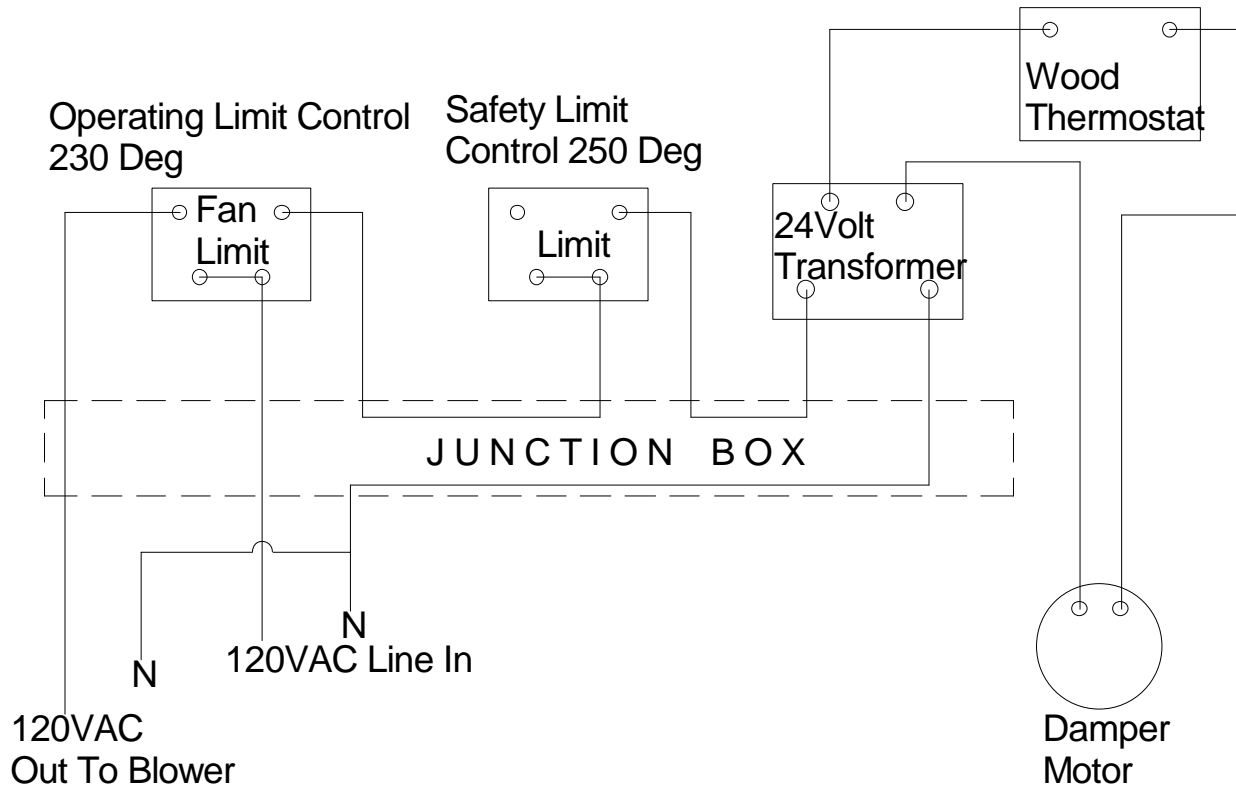 Wood
Thermostat
Operating Limit Control
230 Deg
Safety Limit
Control 250 Deg
Fan
Limit
Limit
24Volt
Transformer
JUNCTION BOX
N
N
120VAC Line In
120VAC
Out To Blower
Damper
Motor